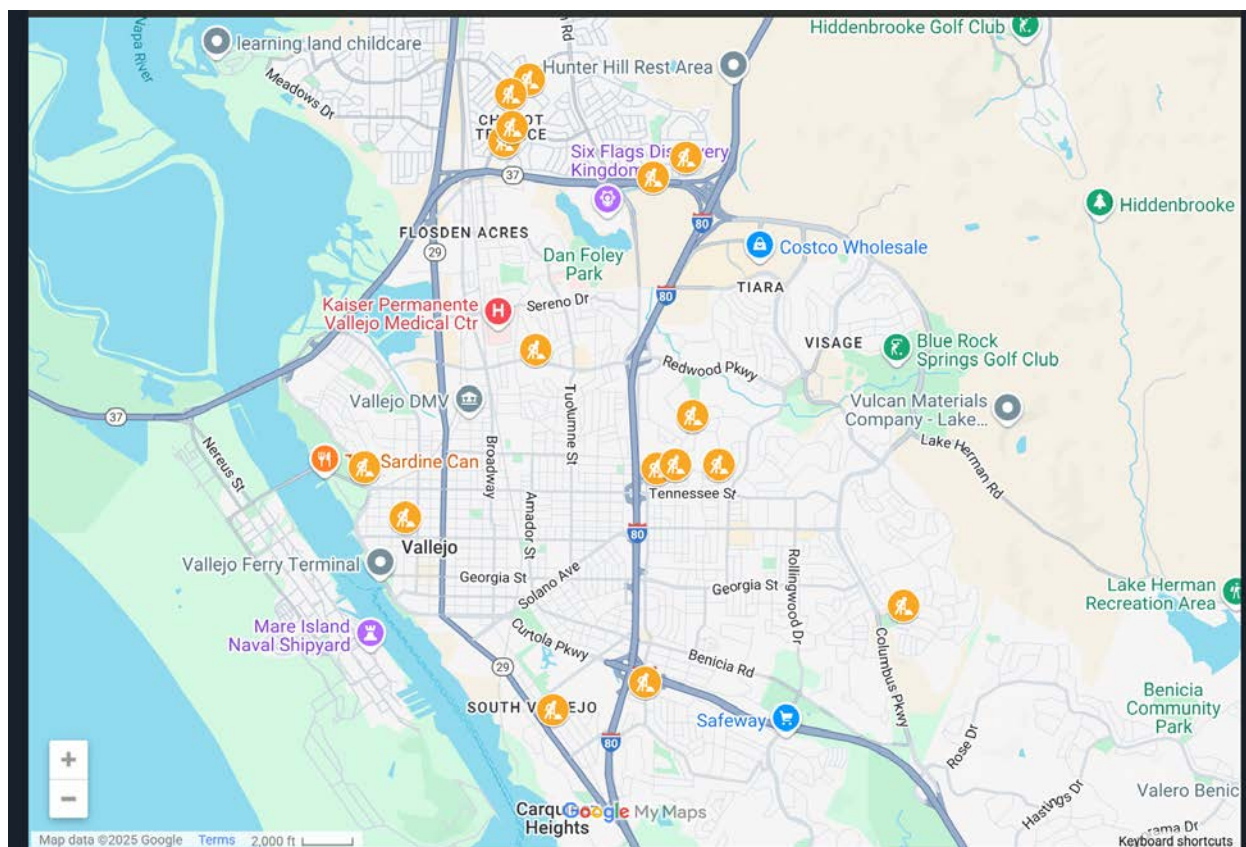 Hiddenbrooke Golf Club
Napa
River
learning land childcare
Hunter Hill Rest Area
Rd
Meadows Dr
37
Six Flags
Kingdom
80
Hiddenbrooke
FLOSDEN ACRES
29
Costco Wholesale
Dan Foley
Park
TIARA
80
Kaiser Permanente
Vallejo Medical Ctr
H
Sereno Dr
VISAGE
Blue Rock
Springs Golf Club
Redwood Pkwy
Vallejo DMV
Tuolumne St
Vulcan Materials
Company - Lake...
37
Nereus St
Broadway
Lake Herman Rd
Sardine Can
Amador St
Tennessee St
80
Vallejo
Vallejo Ferry Terminal
Georgia St
Solano Ave
Georgia St
Rollingwood Dr
Lake Herman
Recreation Area
Mare Island
Naval Shipyard
Curtola Pkwy
Columbus Pkwy
29
Benicia Rd
SOUTH
Safeway
80
Benicia
Community
Park
Rose Dr
+
−
Hastings Dr
Valero
Heights
Google My Maps
Map data ©2025 Google Terms 2,000 ft
Keyboard shortcuts